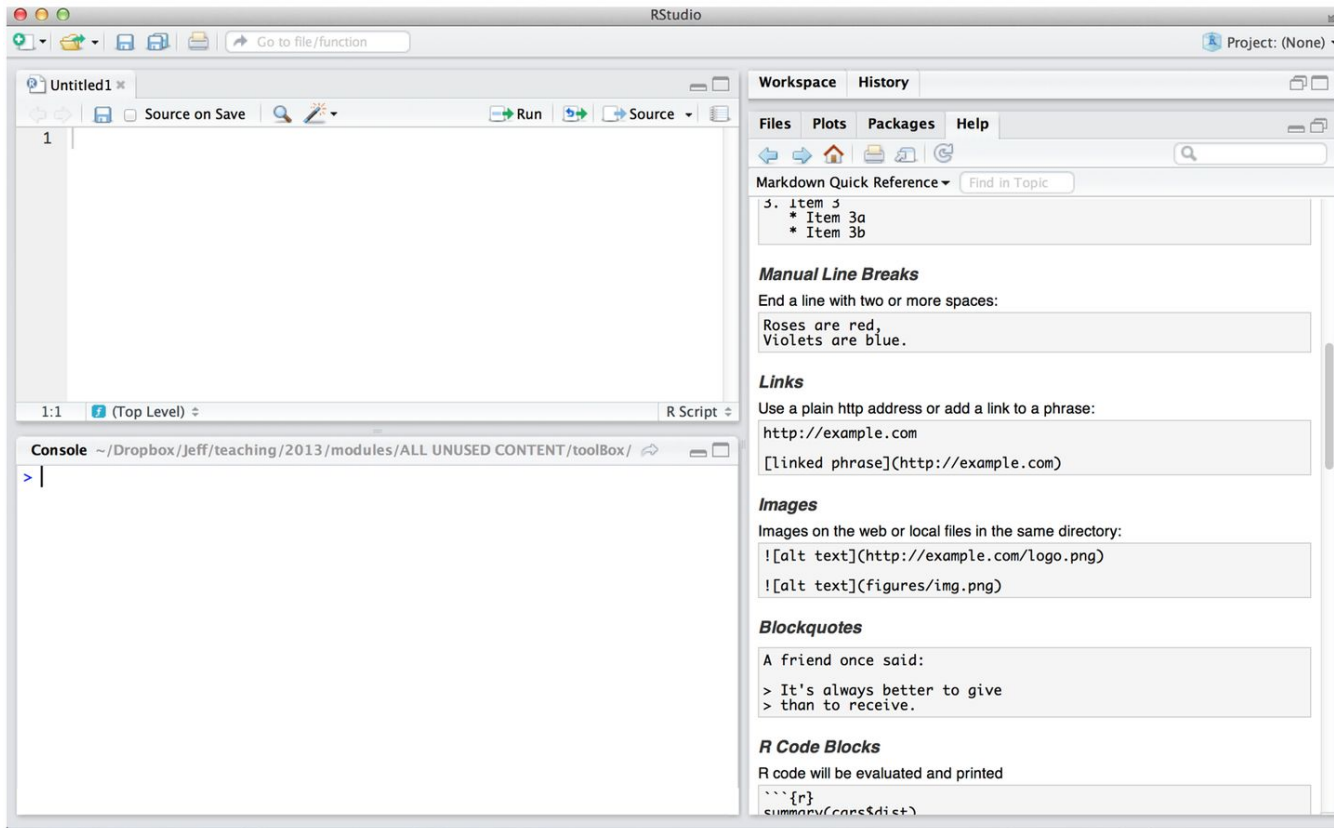 RStudio
Go to file/function
Project: (None)
Untitled1
Source on Save
Run
Source
1
1:1
(Top Level)
R Script
Console ~/Dropbox/Jeff/teaching/2013/modules/ALL UNUSED CONTENT/toolBox/
>
Workspace History
Files Plots Packages Help
Markdown Quick Reference
Find in Topic
3. Item 3
* Item 3a
* Item 3b
Manual Line Breaks
End a line with two or more spaces:
Roses are red,
Violets are blue.
Links
Use a plain http address or add a link to a phrase:
http://example.com
[linked phrase](http://example.com)
Images
Images on the web or local files in the same directory:
![alt text](http://example.com/logo.png)
![alt text](figures/img.png)
Blockquotes
A friend once said:
> It's always better to give
> than to receive.
R Code Blocks
R code will be evaluated and printed
```{r}
summary(cars$dist)